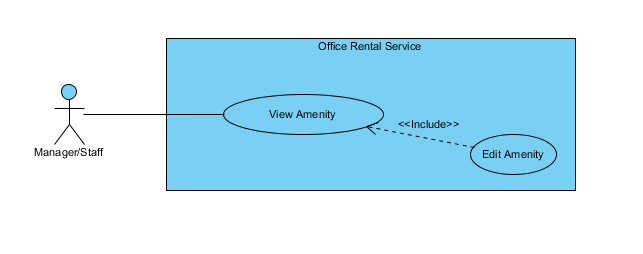 Office Rental Service
View Amenity
<<Include>>
Edit Amenity
Manager/Staff